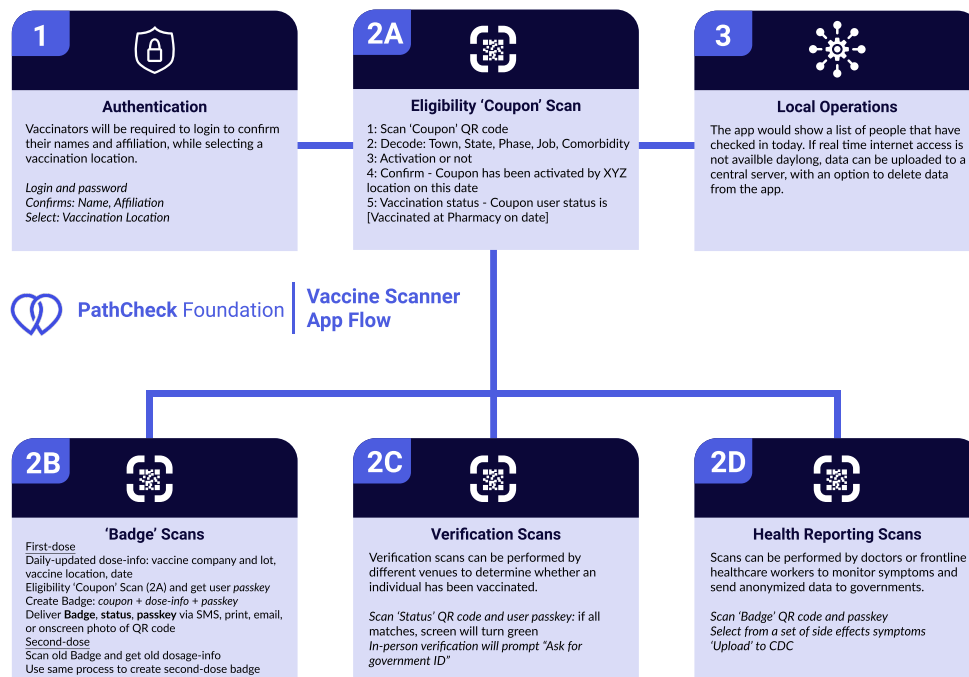 1
Authentication
Vaccinators will be required to login to confirm
their names and affiliation, while selecting a
vaccination location.
Login and password
Confirms: Name, Affiliation
Select: Vaccination Location
2A
Eligibility ‘Coupon’ Scan
1: Scan ‘Coupon’ QR code
2: Decode: Town, State, Phase, Job, Comorbidity
3: Activation or not
4: Confirm - Coupon has been activated by XYZ
location on this date
5: Vaccination status - Coupon user status is
[Vaccinated at Pharmacy on date]
3
Local Operations
The app would show a list of people that have
checked in today. If real time internet access is
not availble daylong, data can be uploaded to a
central server, with an option to delete data
from the app.
PathCheck Foundation
Vaccine Scanner
App Flow
2B
‘Badge’ Scans
First-dose
Daily-updated dose-info: vaccine company and lot,
vaccine location, date
Eligibility ‘Coupon’ Scan (2A) and get user passkey
Create Badge: coupon + dose-info + passkey
Deliver Badge, status, passkey via SMS, print, email,
or onscreen photo of QR code
Second-dose
Scan old Badge and get old dosage-info
Use same process to create second-dose badge
2C
Verification Scans
Verification scans can be performed by
different venues to determine whether an
individual has been vaccinated.
Scan ‘Status’ QR code and user passkey: if all
matches, screen will turn green
In-person verification will prompt “Ask for
government ID”
2D
Health Reporting Scans
Scans can be performed by doctors or frontline
healthcare workers to monitor symptoms and
send anonymized data to governments.
Scan ‘Badge’ QR code and passkey
Select from a set of side effects symptoms
‘Upload’ to CDC